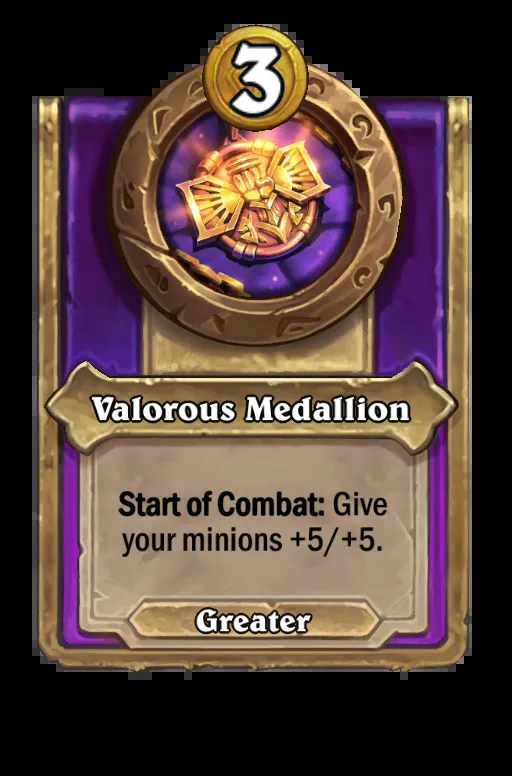 3
Valorous Medallion
Start of Combat: Give
your minions +5/+5.
Greater